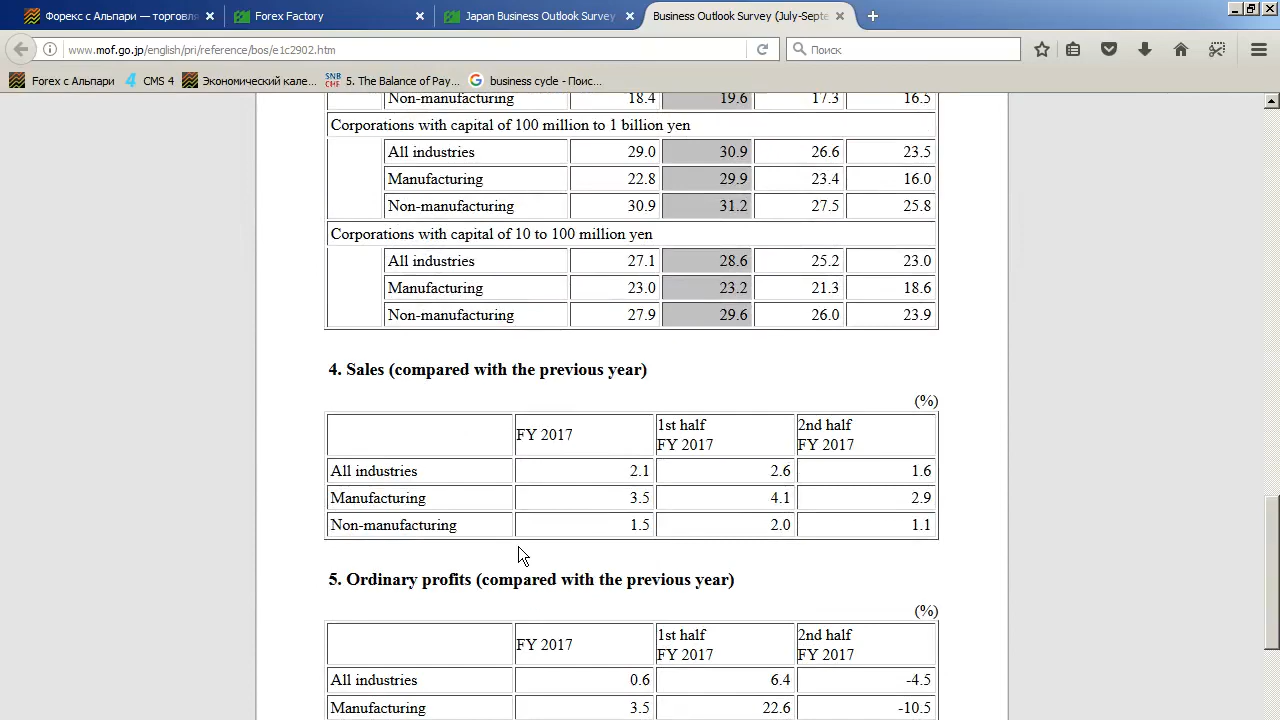 Форекс с Альпари — торговля
Forex Factory
Japan Business Outlook Survey
Business Outlook Survey (July-Septe
www.mof.go.jp/english/pri/reference/bos/e1c2902.htm
Поиск
Forex с Альпари
CMS 4
Экономический кале...
SNB CHF 5. The Balance of Pay...
business cycle - Поис...
Non-manufacturing 18.4 19.6 17.3 16.5
Corporations with capital of 100 million to 1 billion yen
All industries 29.0 30.9 26.6 23.5
Manufacturing 22.8 29.9 23.4 16.0
Non-manufacturing 30.9 31.2 27.5 25.8
Corporations with capital of 10 to 100 million yen
All industries 27.1 28.6 25.2 23.0
Manufacturing 23.0 23.2 21.3 18.6
Non-manufacturing 27.9 29.6 26.0 23.9
4. Sales (compared with the previous year)
(%)
FY 2017 1st half FY 2017 2nd half FY 2017
All industries 2.1 2.6 1.6
Manufacturing 3.5 4.1 2.9
Non-manufacturing 1.5 2.0 1.1
5. Ordinary profits (compared with the previous year)
(%)
FY 2017 1st half FY 2017 2nd half FY 2017
All industries 0.6 6.4 -4.5
Manufacturing 3.5 22.6 -10.5